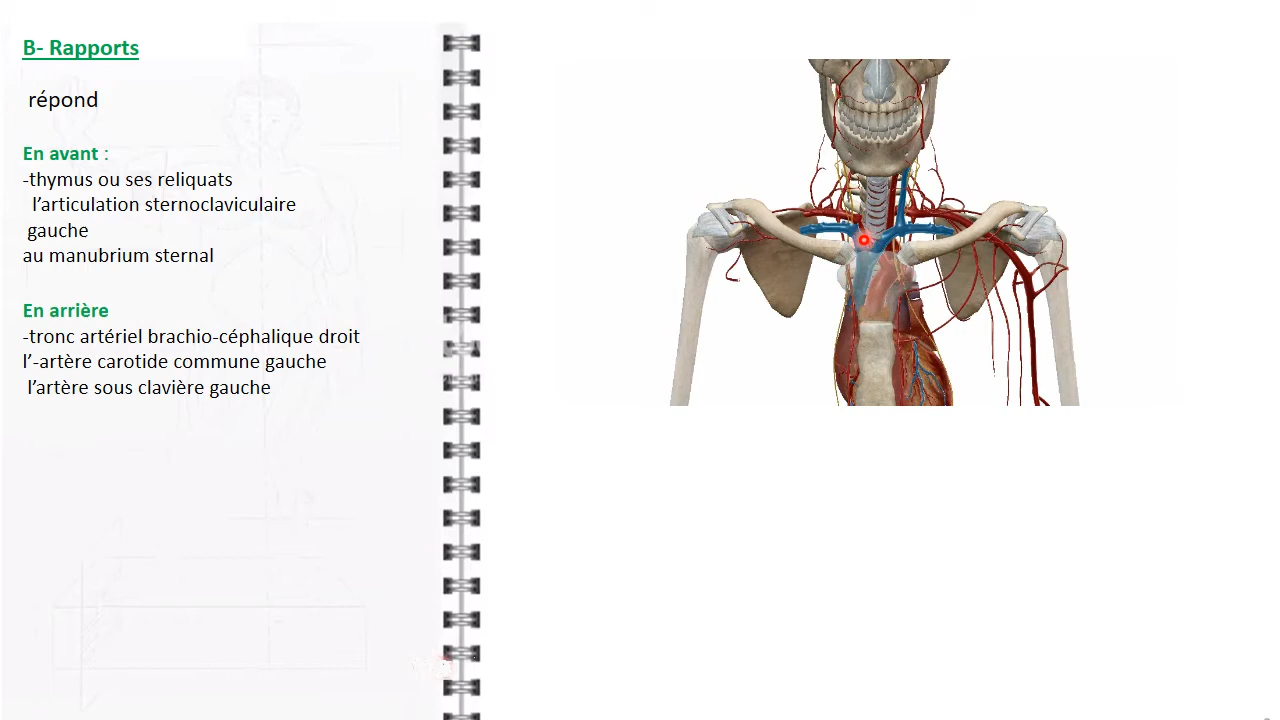 B- Rapports
répond
En avant :
-thymus ou ses reliquats
l’articulation sternoclaviculaire
gauche
au manubrium sternal
En arrière
-tronc artériel brachio-céphalique droit
l’-artère carotide commune gauche
l’artère sous clavière gauche